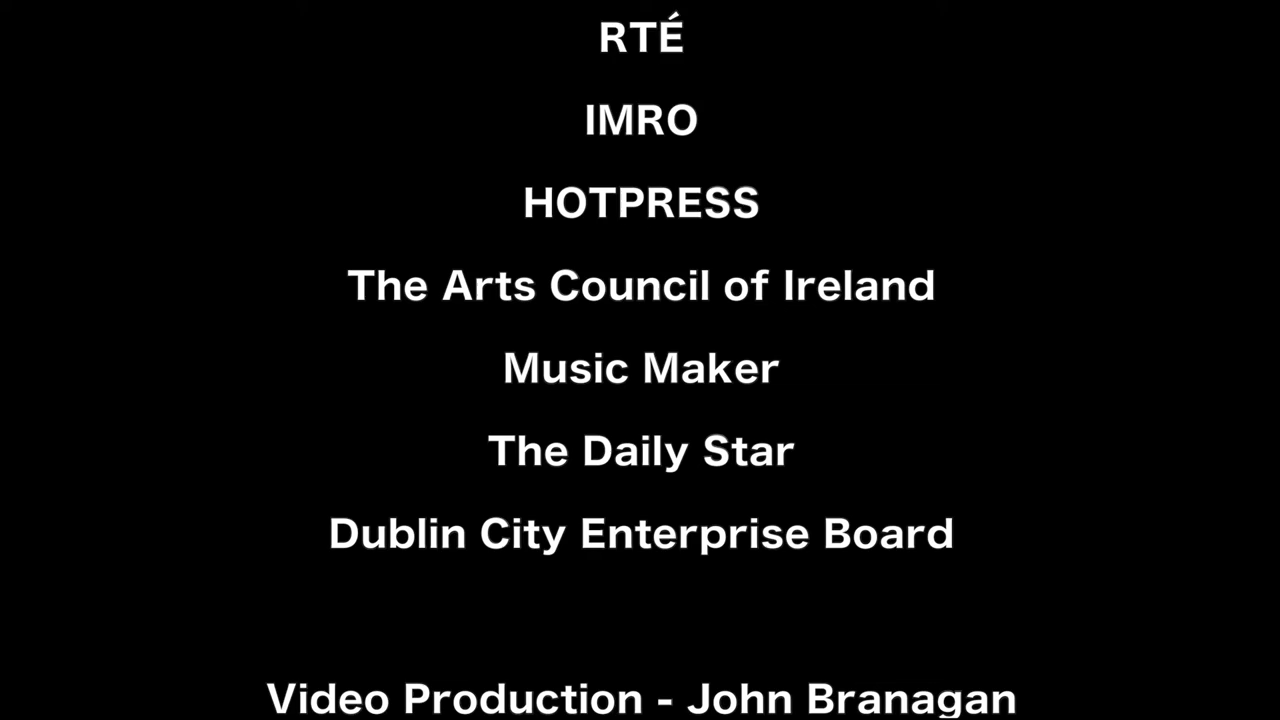 RTÉ
IMRO
HOTPRESS
The Arts Council of Ireland
Music Maker
The Daily Star
Dublin City Enterprise Board
Video Production - John Branagan